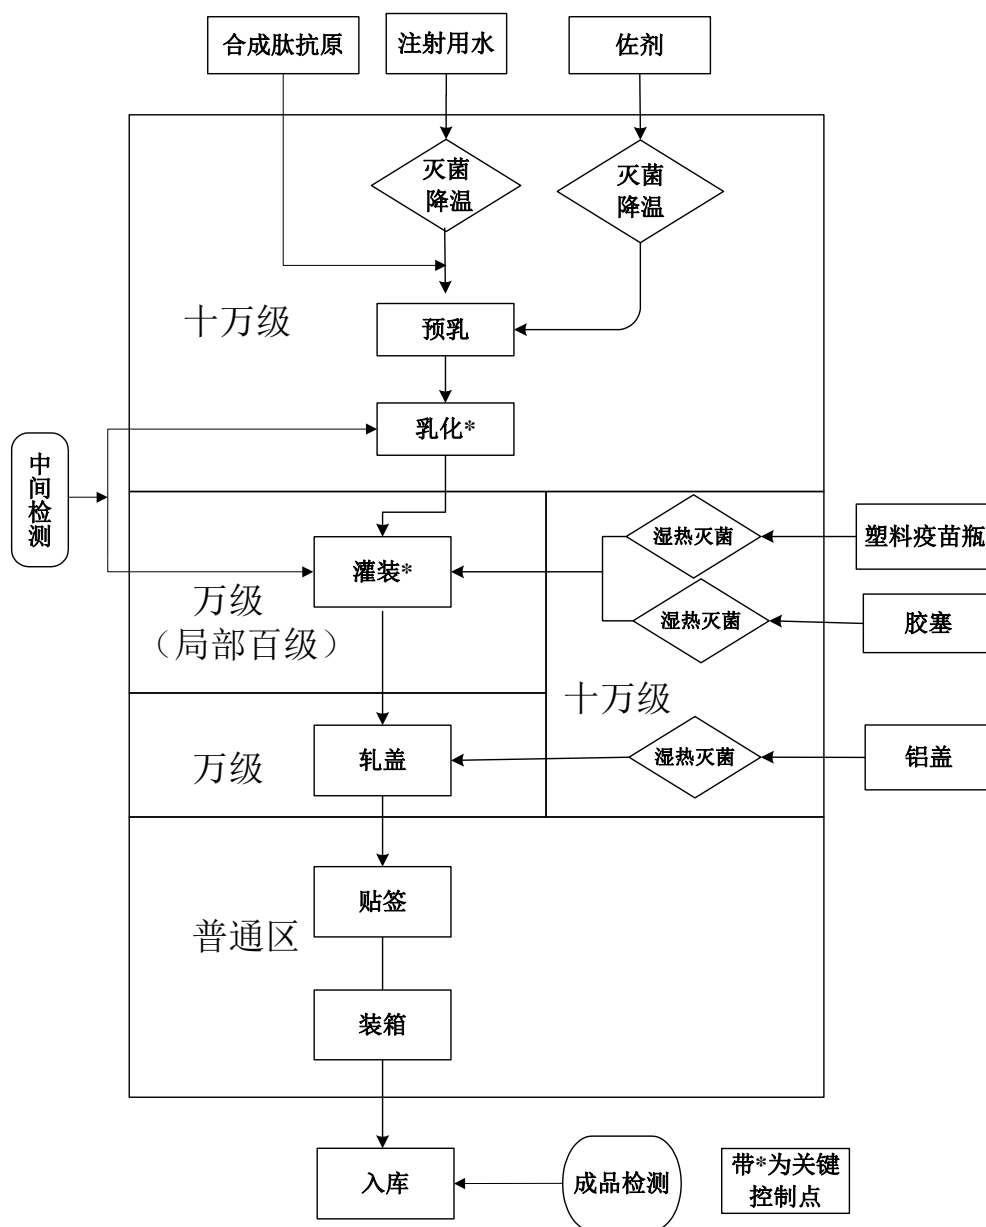 合成肽抗原
注射用水
佐剂
灭菌
降温
灭菌
降温
十万级
预乳
乳化*
中
间
检
测
湿热灭菌
塑料疫苗瓶
灌装*
万级
（局部百级）
湿热灭菌
胶塞
十万级
万级
轧盖
湿热灭菌
铝盖
贴签
普通区
装箱
入库
成品检测
带*为关键
控制点